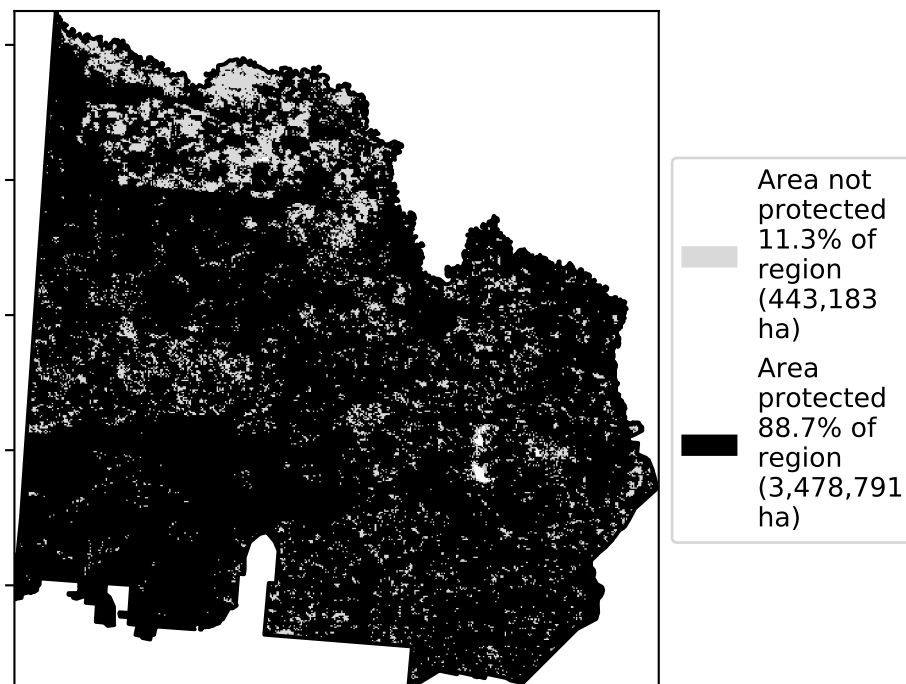 Area not
protected
11.3% of
region
(443,183
ha)
Area
protected
88.7% of
region
(3,478,791
ha)